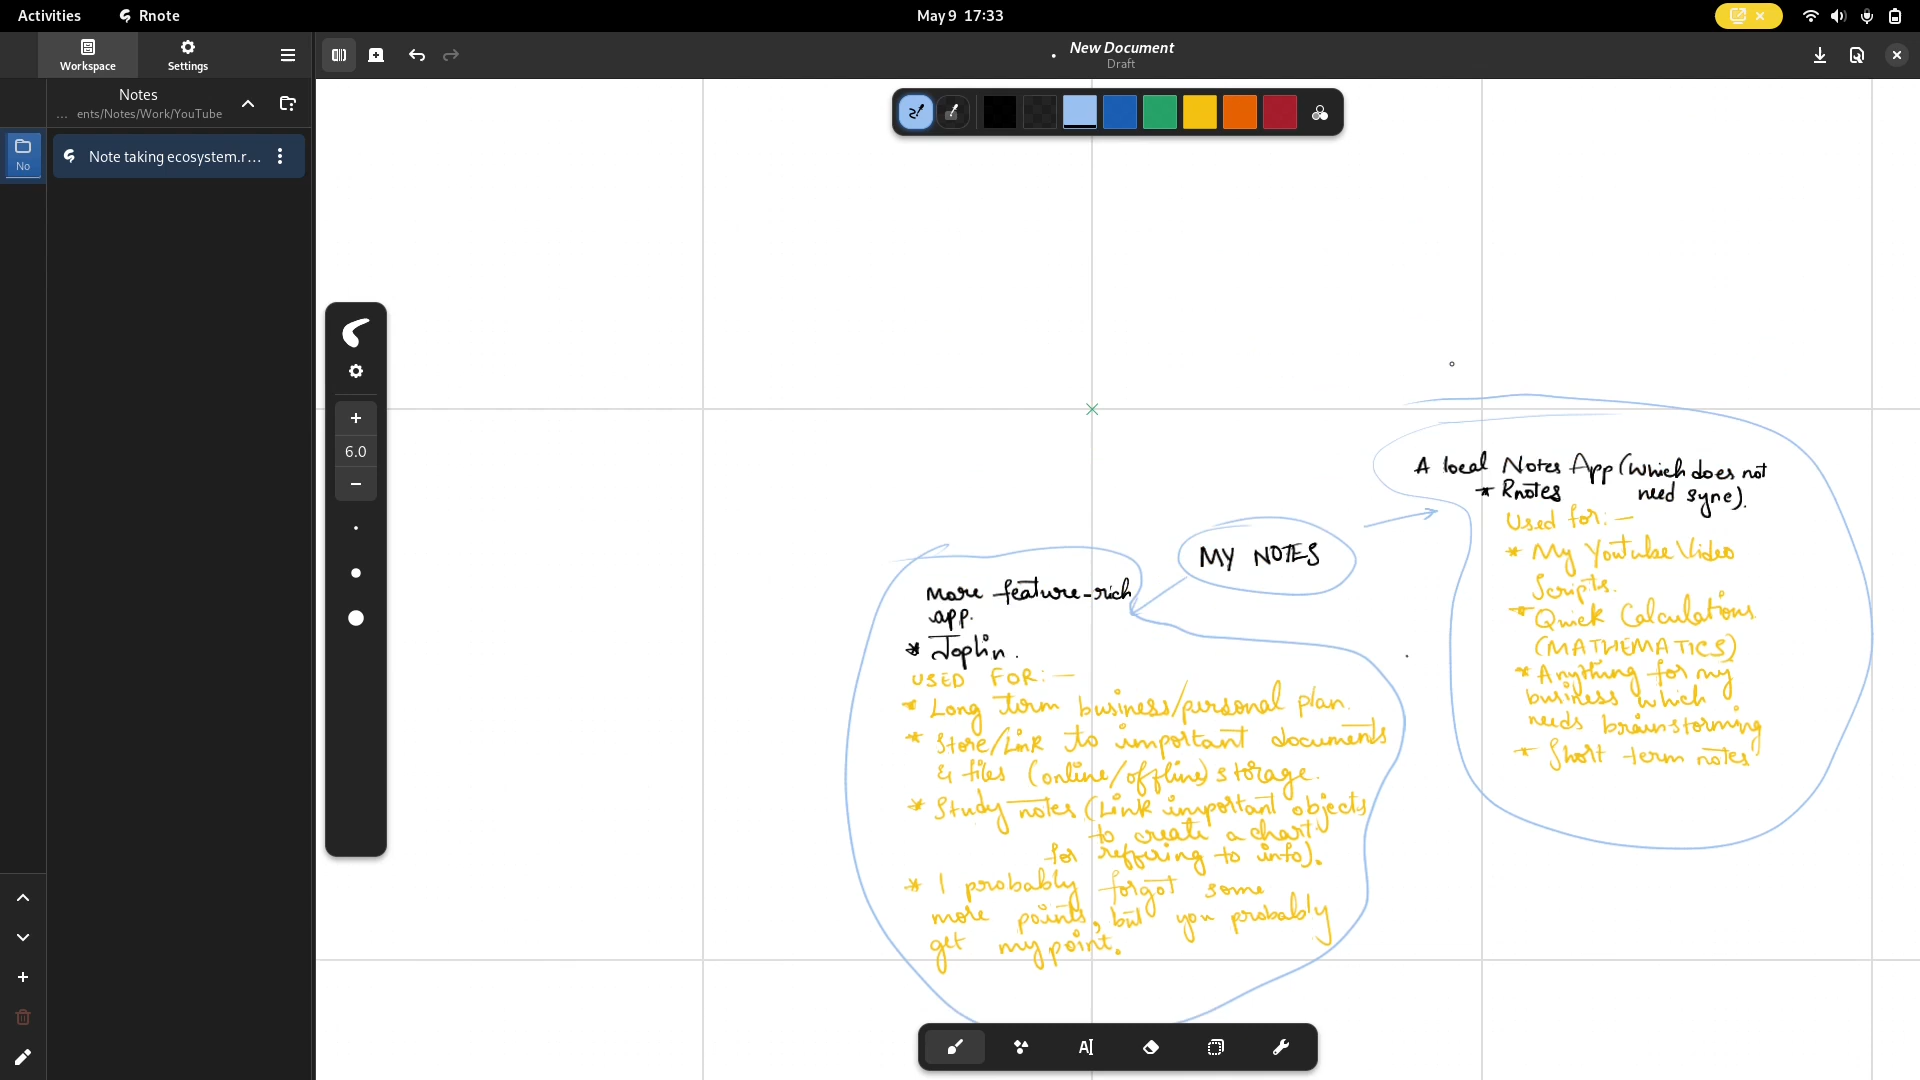 Activities
Rnote
May 9 17:33
Workspace
Settings
New Document
Draft
Notes
... ents/Notes/Work/YouTube
No
Note taking ecosystem.r...
6.0
MY NOTES
A local Notes App (which does not
* Rnotes need sync).
Used for:-
* My Youtube Video
Scripts.
* Quick Calculations
(MATHEMATICS)
* Anything for my
business which
needs brainstorming
* Short term notes
More feature-rich
app.
* Joplin.
USED FOR:-
* Long term business/personal plan.
* Store/Link to important documents
& files (online/offline) storage.
* Study notes (Link important objects
to create a chart
for reffiring to info).
* I probably forgot some
more points, but you probably
get my point.